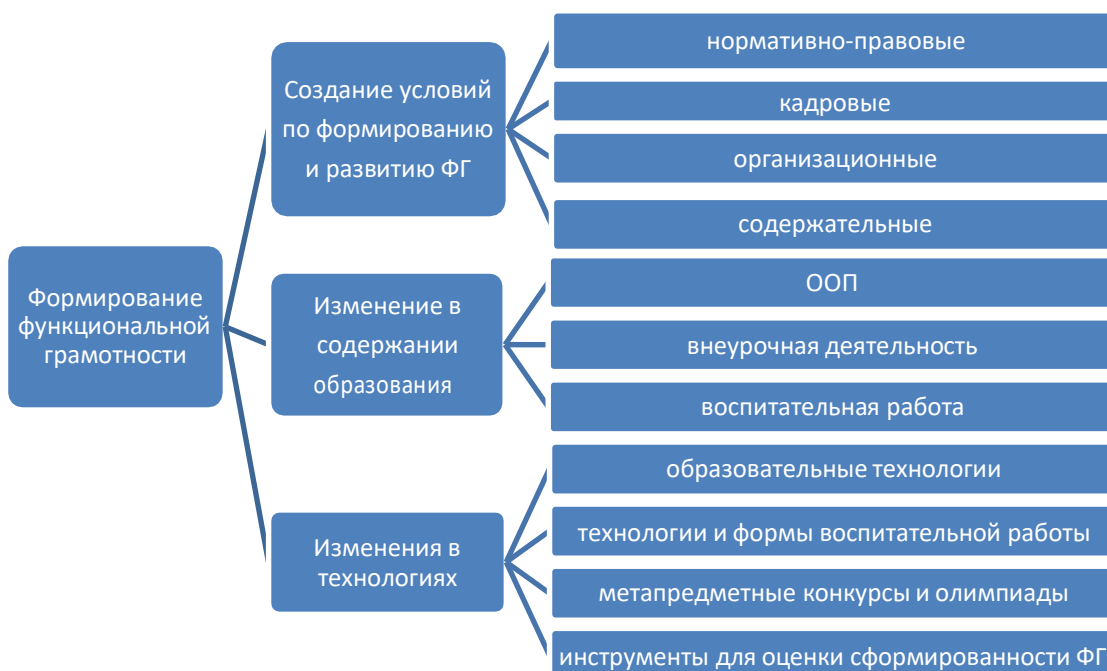 Формирование
функциональной
грамотности
Создание условий
по формированию
и развитию ФГ
нормативно-правовые
кадровые
организационные
содержательные
Изменение в
содержании
образования
ООП
внеурочная деятельность
воспитательная работа
Изменения в
технологиях
образовательные технологии
технологии и формы воспитательной работы
метапредметные конкурсы и олимпиады
инструменты для оценки сформированности ФГ